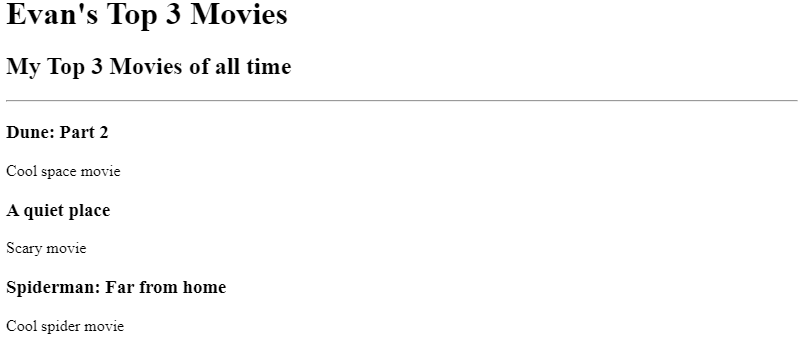 Evan's Top 3 Movies
My Top 3 Movies of all time
Dune: Part 2
Cool space movie
A quiet place
Scary movie
Spiderman: Far from home
Cool spider movie